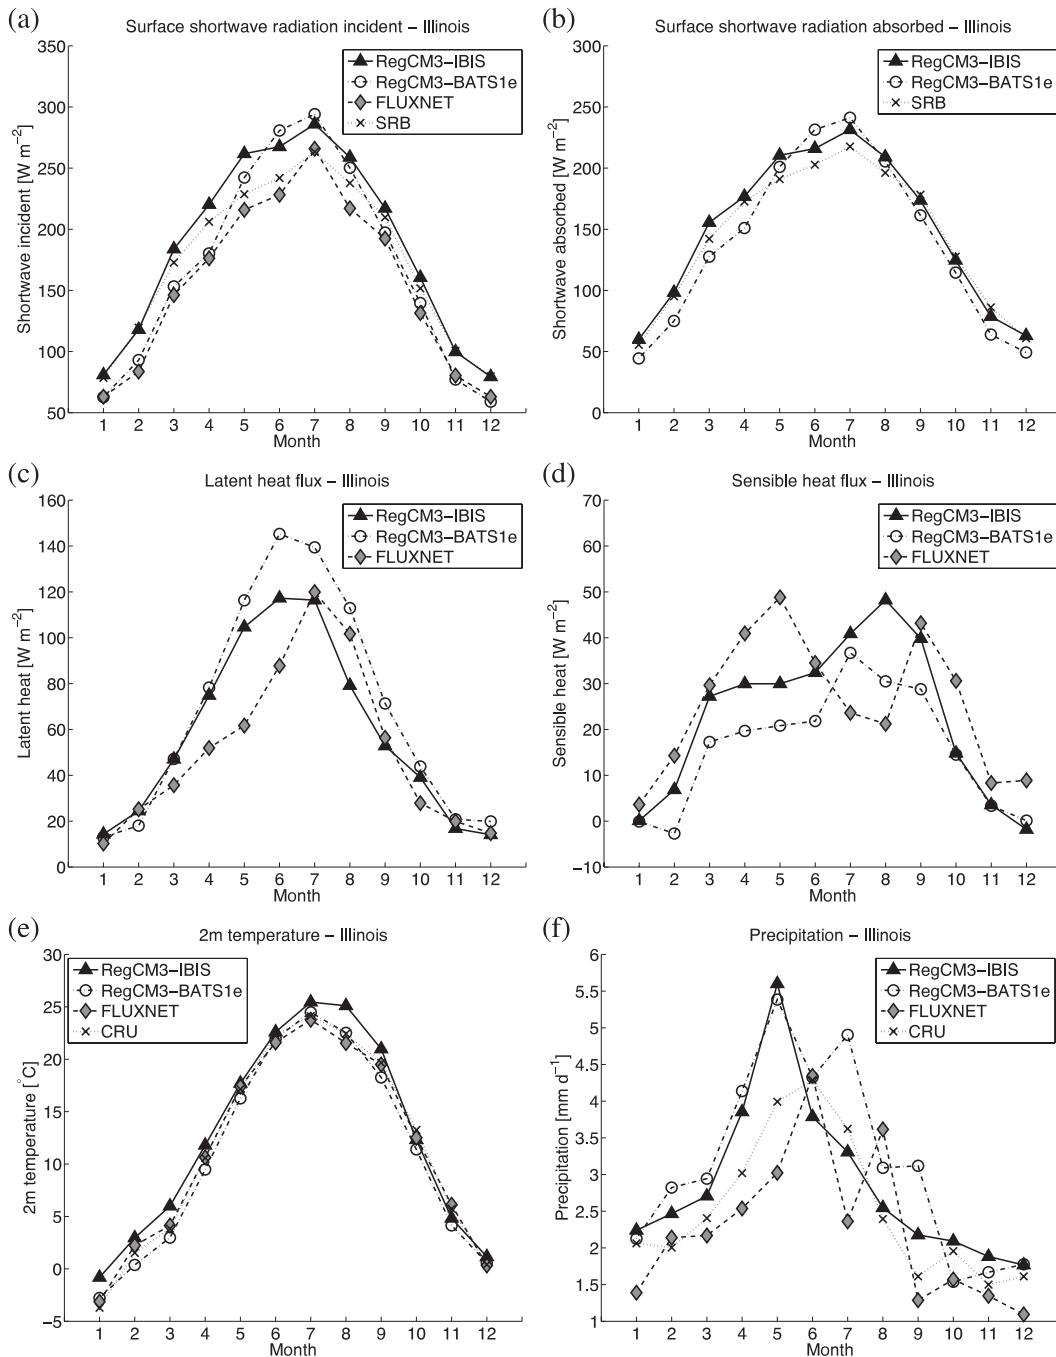 (a)
Surface shortwave radiation incident – Illinois
350
300
250
200
150
100
50
Shortwave incident [W m−2]
RegCM3−IBIS
RegCM3−BATS1e
FLUXNET
SRB
1 2 3 4 5 6 7 8 9 10 11 12
Month
(b)
Surface shortwave radiation absorbed – Illinois
300
250
200
150
100
50
0
Shortwave absorbed [W m−2]
RegCM3−IBIS
RegCM3−BATS1e
SRB
1 2 3 4 5 6 7 8 9 10 11 12
Month
(c)
Latent heat flux – Illinois
160
140
120
100
80
60
40
20
0
Latent heat [W m−2]
RegCM3−IBIS
RegCM3−BATS1e
FLUXNET
1 2 3 4 5 6 7 8 9 10 11 12
Month
(d)
Sensible heat flux – Illinois
70
60
50
40
30
20
10
0
−10
Sensible heat [W m−2]
RegCM3−IBIS
RegCM3−BATS1e
FLUXNET
1 2 3 4 5 6 7 8 9 10 11 12
Month
(e)
2m temperature – Illinois
30
25
20
15
10
5
0
−5
2m temperature [°C]
RegCM3−IBIS
RegCM3−BATS1e
FLUXNET
CRU
1 2 3 4 5 6 7 8 9 10 11 12
Month
(f)
Precipitation – Illinois
6
5.5
5
4.5
4
3.5
3
2.5
2
1.5
1
Precipitation [mm d−1]
RegCM3−IBIS
RegCM3−BATS1e
FLUXNET
CRU
1 2 3 4 5 6 7 8 9 10 11 12
Month